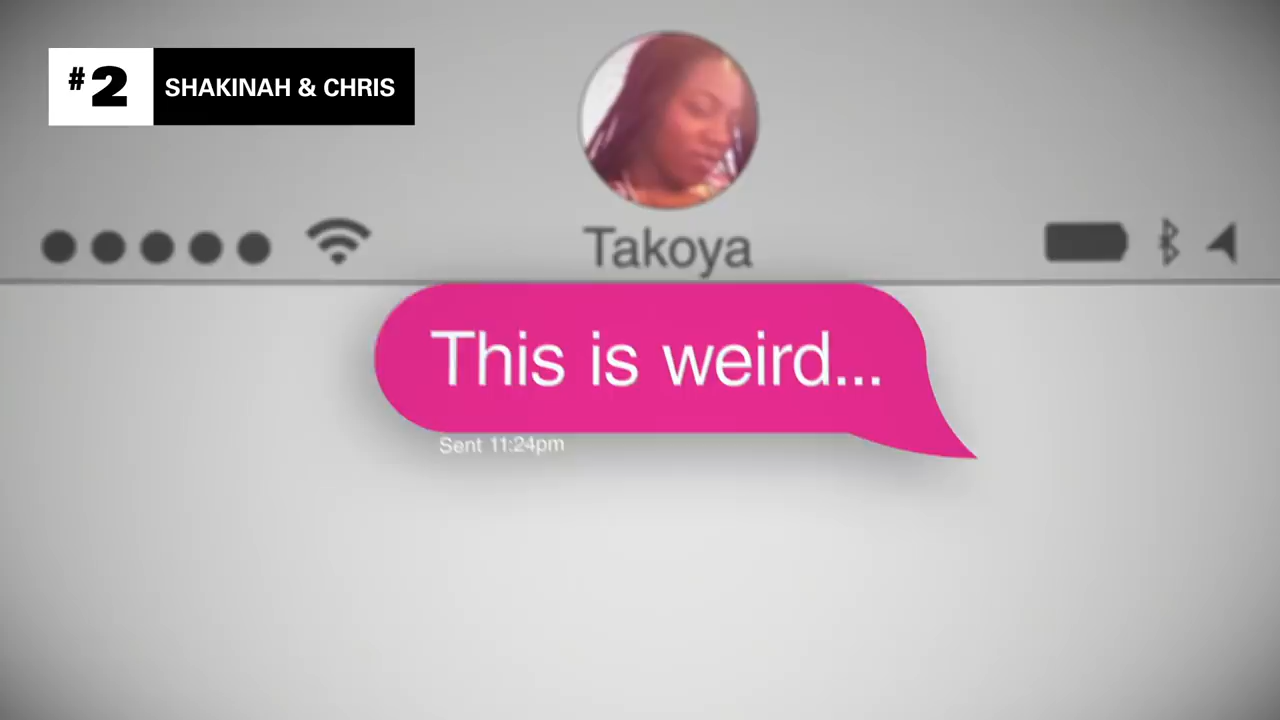 #2 SHAKINAH & CHRIS
Takoya
This is weird...
Sent 11:24pm